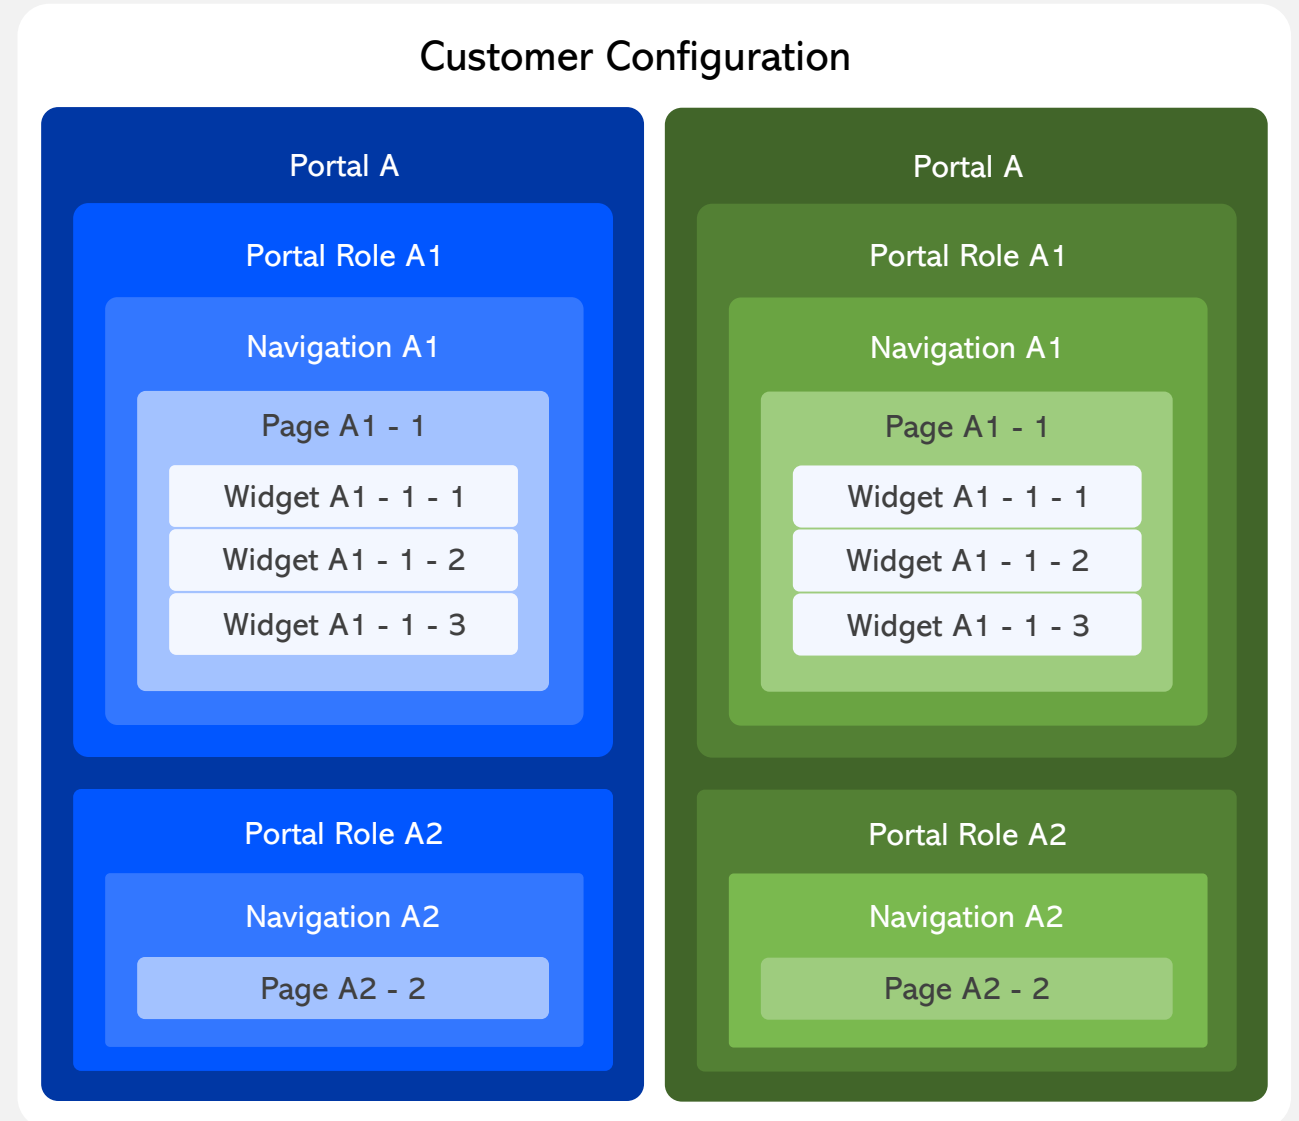 Customer Configuration
Portal A
Portal Role A1
Navigation A1
Page A1 - 1
Widget A1 - 1 - 1
Widget A1 - 1 - 2
Widget A1 - 1 - 3
Portal Role A2
Navigation A2
Page A2 - 2
Portal A
Portal Role A1
Navigation A1
Page A1 - 1
Widget A1 - 1 - 1
Widget A1 - 1 - 2
Widget A1 - 1 - 3
Portal Role A2
Navigation A2
Page A2 - 2